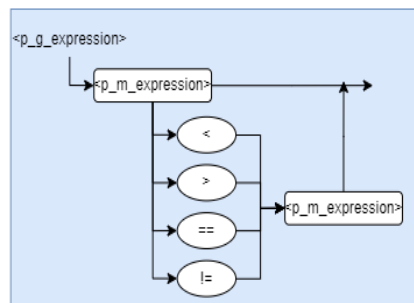 <p_g_expression>
<p_m_expression>
<
>
==
<p_m_expression>
!=